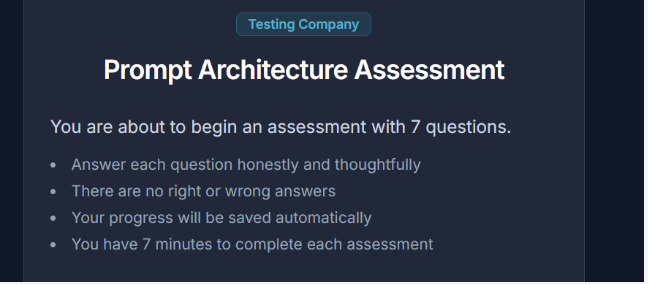 Testing Company
Prompt Architecture Assessment
You are about to begin an assessment with 7 questions.
Answer each question honestly and thoughtfully
There are no right or wrong answers
Your progress will be saved automatically
You have 7 minutes to complete each assessment